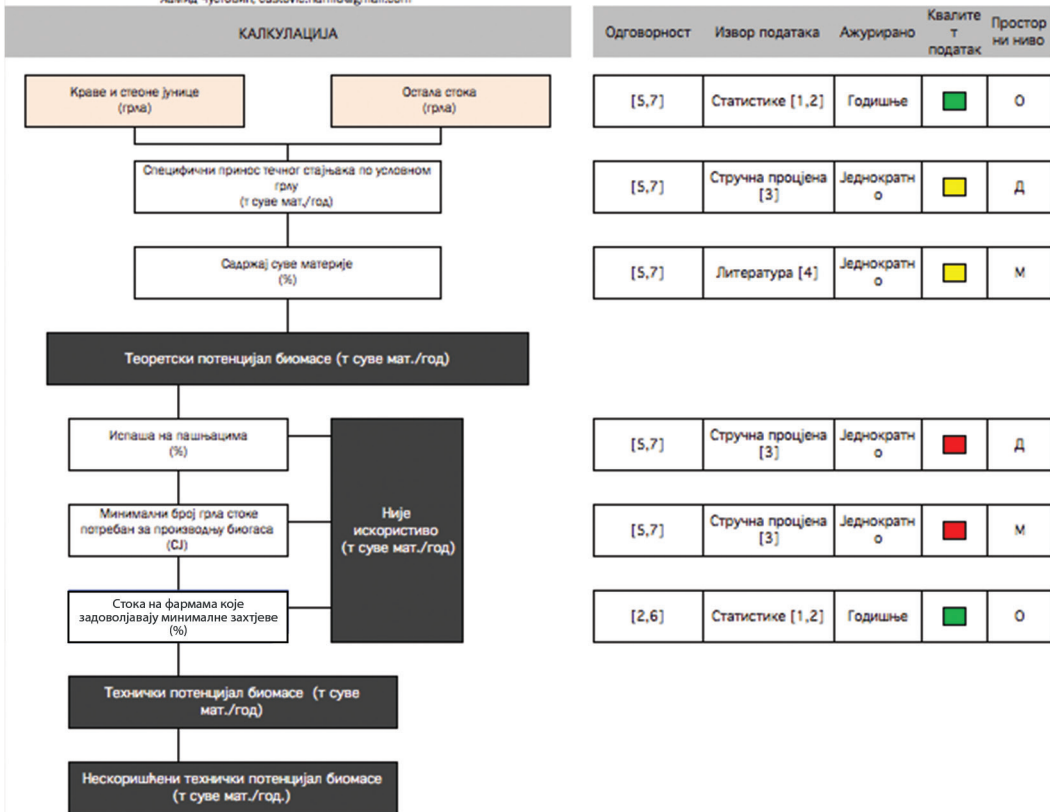 КАЛКУЛАЦИЈА
Одговорност
Извор података
Ажурирано
Квалите
т
податак
Простор
ни ниво
Краве и стеоне јунице
(грла)
Остала стока
(грла)
[5,7]
Статистике [1,2]
Годишње
О
Специфични принос течног стајњака по условном
грлу
(т суве мат./год)
[5,7]
Стручна процјена
[3]
Једнократн
о
Д
Садржај суве материје
(%)
[5,7]
Литература [4]
Једнократн
о
М
Теоретски потенцијал биомасе (т суве мат./год)
Испаша на пашњацима
(%)
[5,7]
Стручна процјена
[3]
Једнократн
о
Д
Минимални број грла стоке
потребан за производњу биогаса
(СЈ)
Није
искористиво
(т суве мат./год)
[5,7]
Стручна процјена
[3]
Једнократн
о
М
Стока на фармама које
задовољавају минималне захтјеве
(%)
[2,6]
Статистике [1,2]
Годишње
О
Технички потенцијал биомасе (т суве
мат./год)
Нескоришћени технички потенцијал биомасе
(т суве мат./год.)